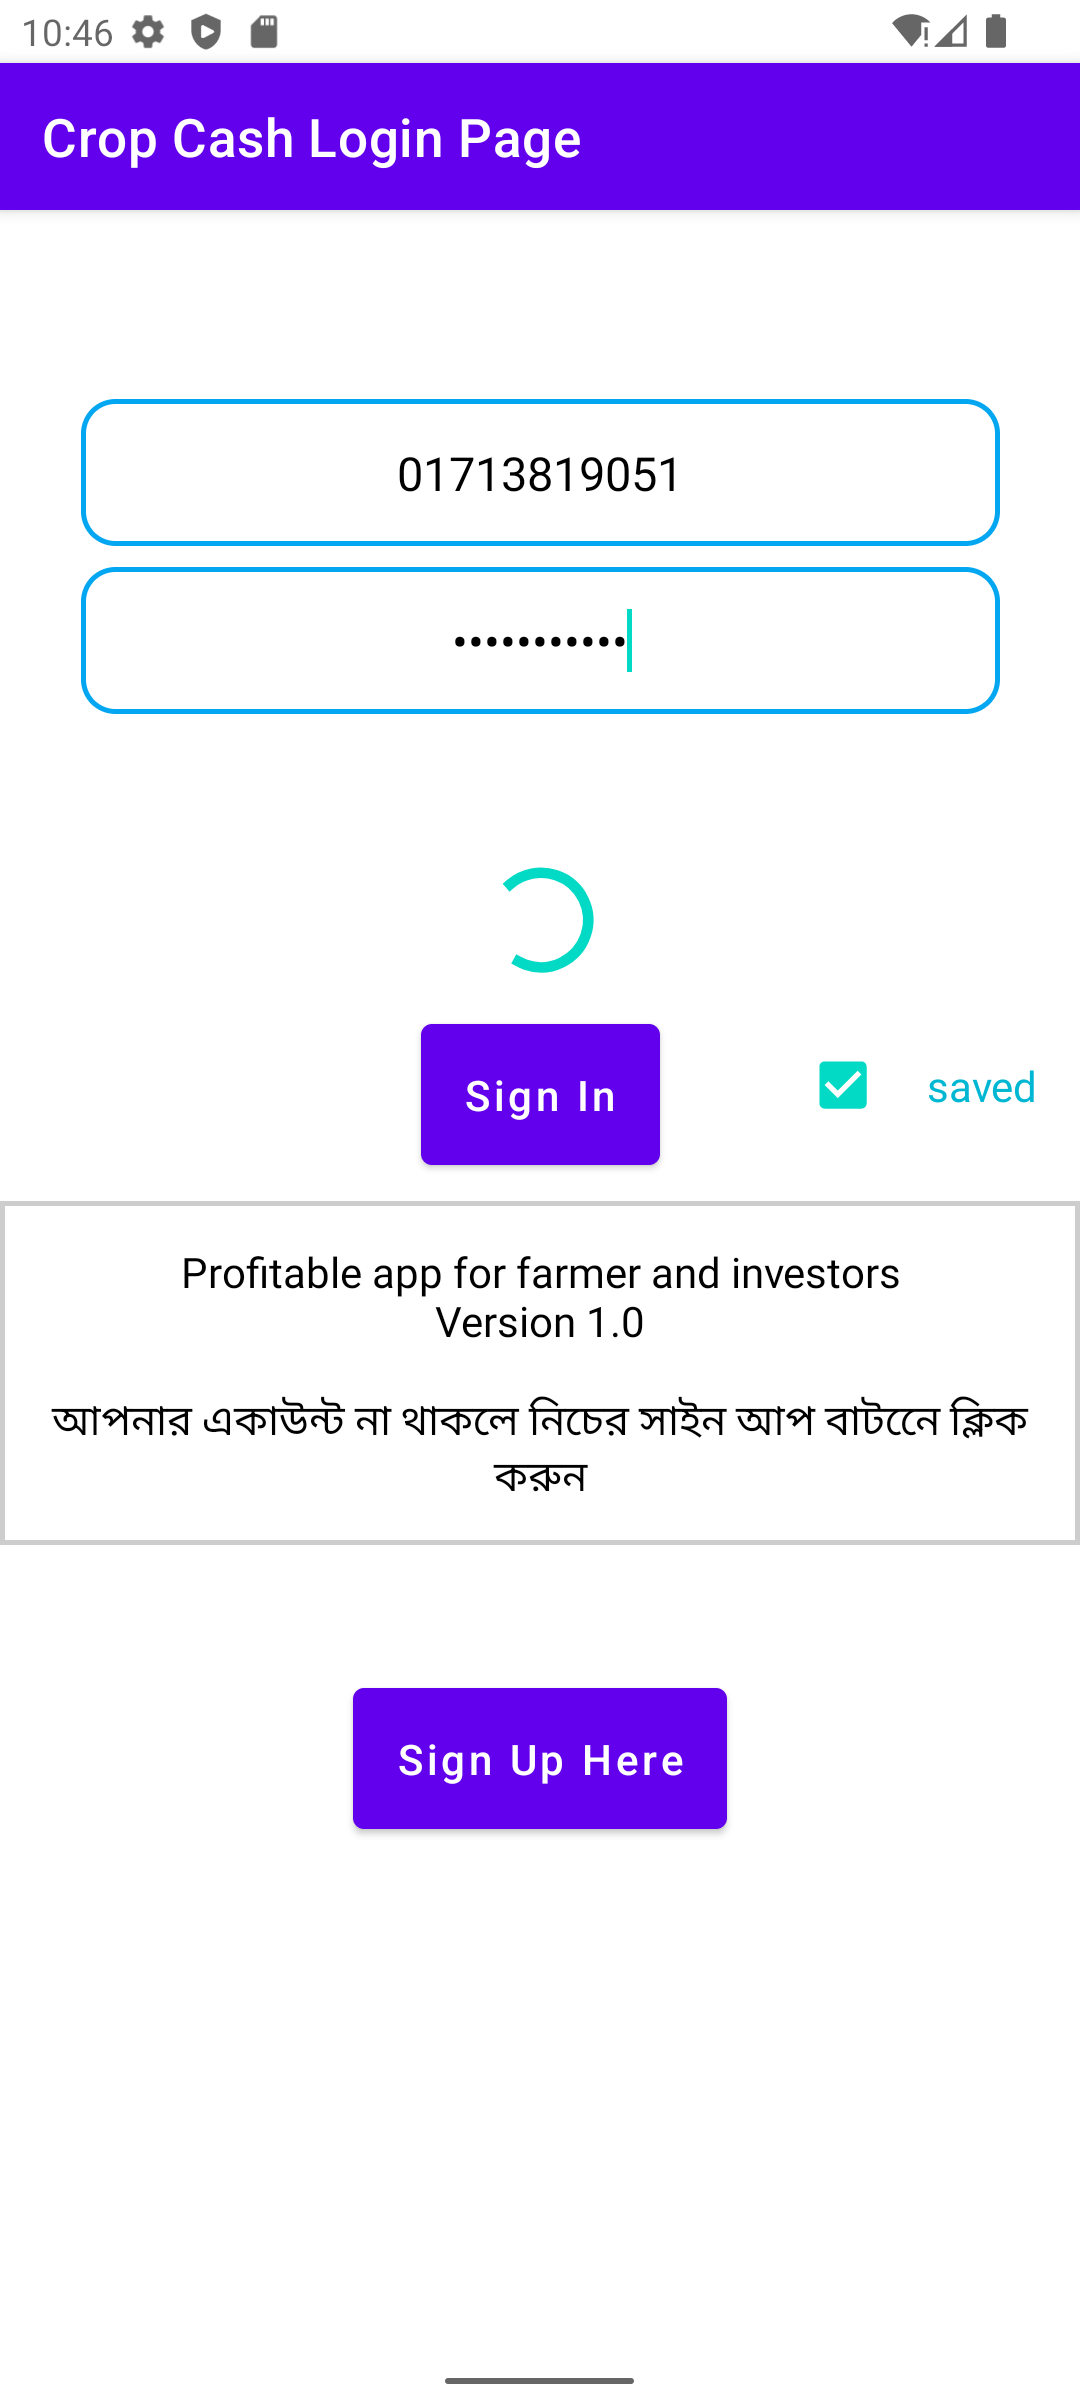 10:46
Crop Cash Login Page
01713819051
•••••••••••
Sign In
saved
Profitable app for farmer and investors
Version 1.0
আপনার একাউন্ট না থাকলে নিচের সাইন আপ বাটনে ক্লিক
করুন
Sign Up Here